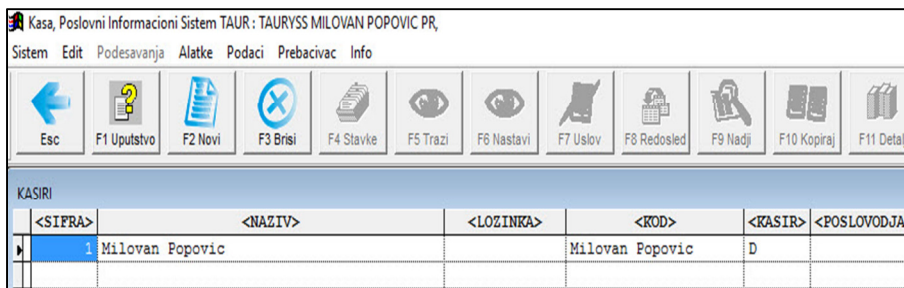 Kasa, Poslovni Informacioni Sistem TAUR : TAURYSS MILOVAN POPOVIC PR,
Sistem Edit Podesavanja Alatke Podaci Prebacivac Info
Esc F1 Uputstvo F2 Novi F3 Brisi F4 Stavke F5 Trazi F6 Nastavi F7 Uslov F8 Redosled F9 Nadji F10 Kopiraj F11 Detal
KASIRI
<SIFRA> <NAZIV> <LOZINKA> <KOD> <KASIR> <POSLOVODJA
1 Milovan Popovic Milovan Popovic D